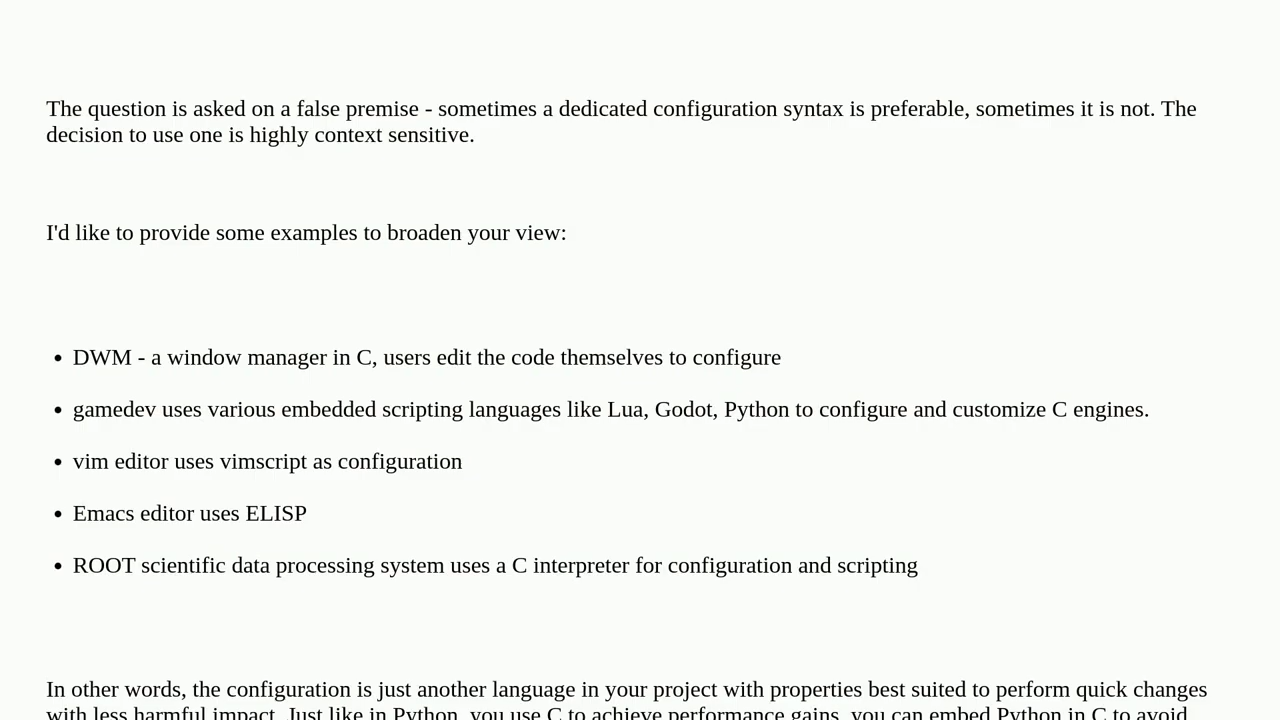 The question is asked on a false premise - sometimes a dedicated configuration syntax is preferable, sometimes it is not. The
decision to use one is highly context sensitive.
I'd like to provide some examples to broaden your view:
• DWM - a window manager in C, users edit the code themselves to configure
• gamedev uses various embedded scripting languages like Lua, Godot, Python to configure and customize C engines.
• vim editor uses vimscript as configuration
• Emacs editor uses ELISP
• ROOT scientific data processing system uses a C interpreter for configuration and scripting
In other words, the configuration is just another language in your project with properties best suited to perform quick changes
with less harmful impact. Just like in Python, you use C to achieve performance gains, you can embed Python in C to avoid